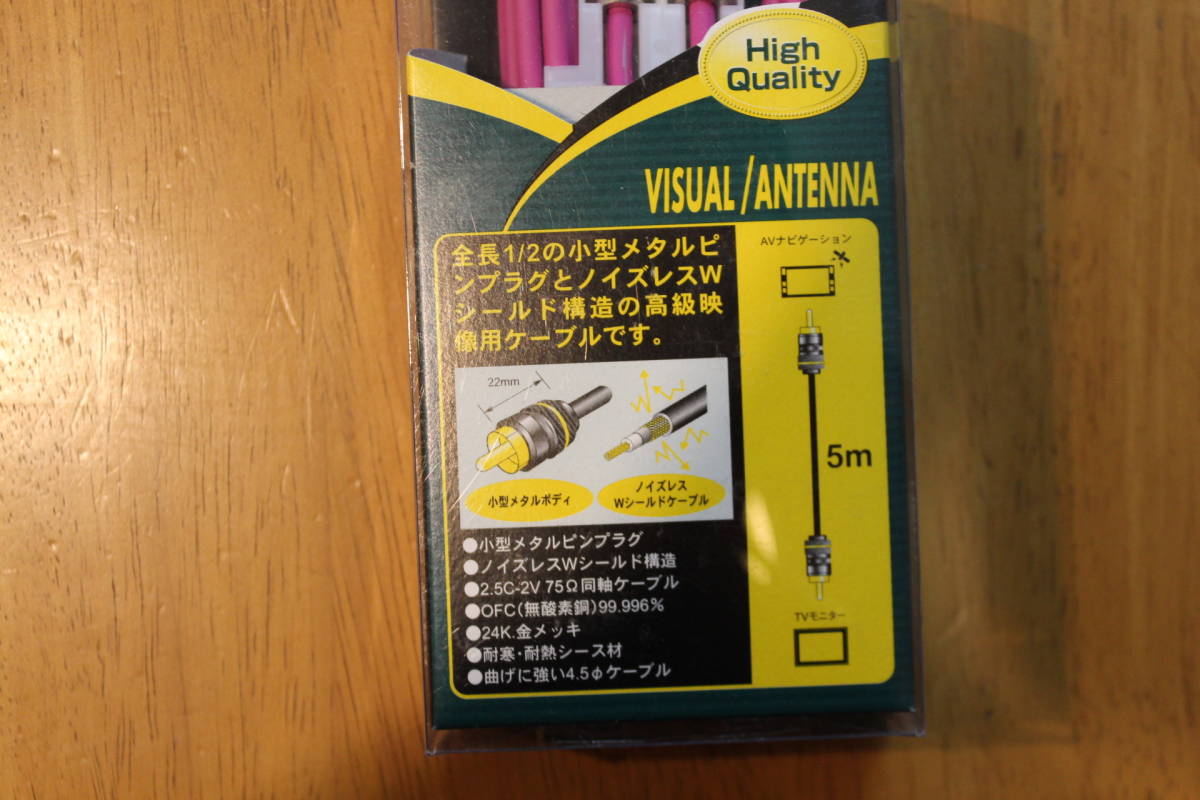 High
Quality
VISUAL/ANTENNA
全長1/2の小型メタルピ
ンプラグとノイズレスW
シールド構造の高級映
像用ケーブルです。
22mm
小型メタルボディ
ノイズレス
Wシールドケーブル
●小型メタルピンプラグ
●ノイズレスWシールド構造
●2.5C-2V 75Ω同軸ケーブル
●OFC(無酸素銅)99.996%
●24K.金メッキ
●耐寒・耐熱シース材
●曲げに強い4.5φケーブル
AVナビゲーション
5m
TVモニター